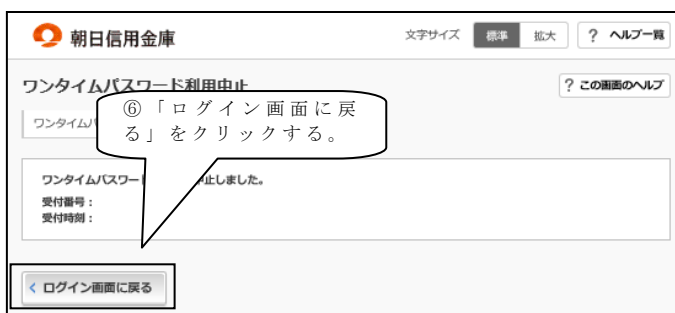 朝日信用金庫
文字サイズ 標準 拡大 ? ヘルプ一覧
ワンタイムパスワード利用中止
? この画面のヘルプ
⑥「ログイン画面に戻
る」をクリックする。
ワンタイムパ
ワンタイムパスワー 中止しました。
受付番号：
受付時刻：
ログイン画面に戻る